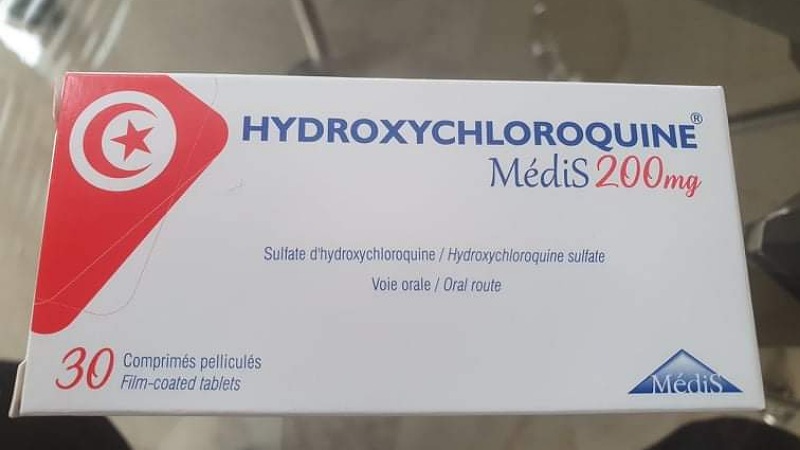 HYDROXYCHLOROQUINE®
MédiS 200mg
Sulfate d'hydroxychloroquine / Hydroxychloroquine sulfate
Voie orale / Oral route
30 Comprimés pelliculés
Film-coated tablets
MédiS